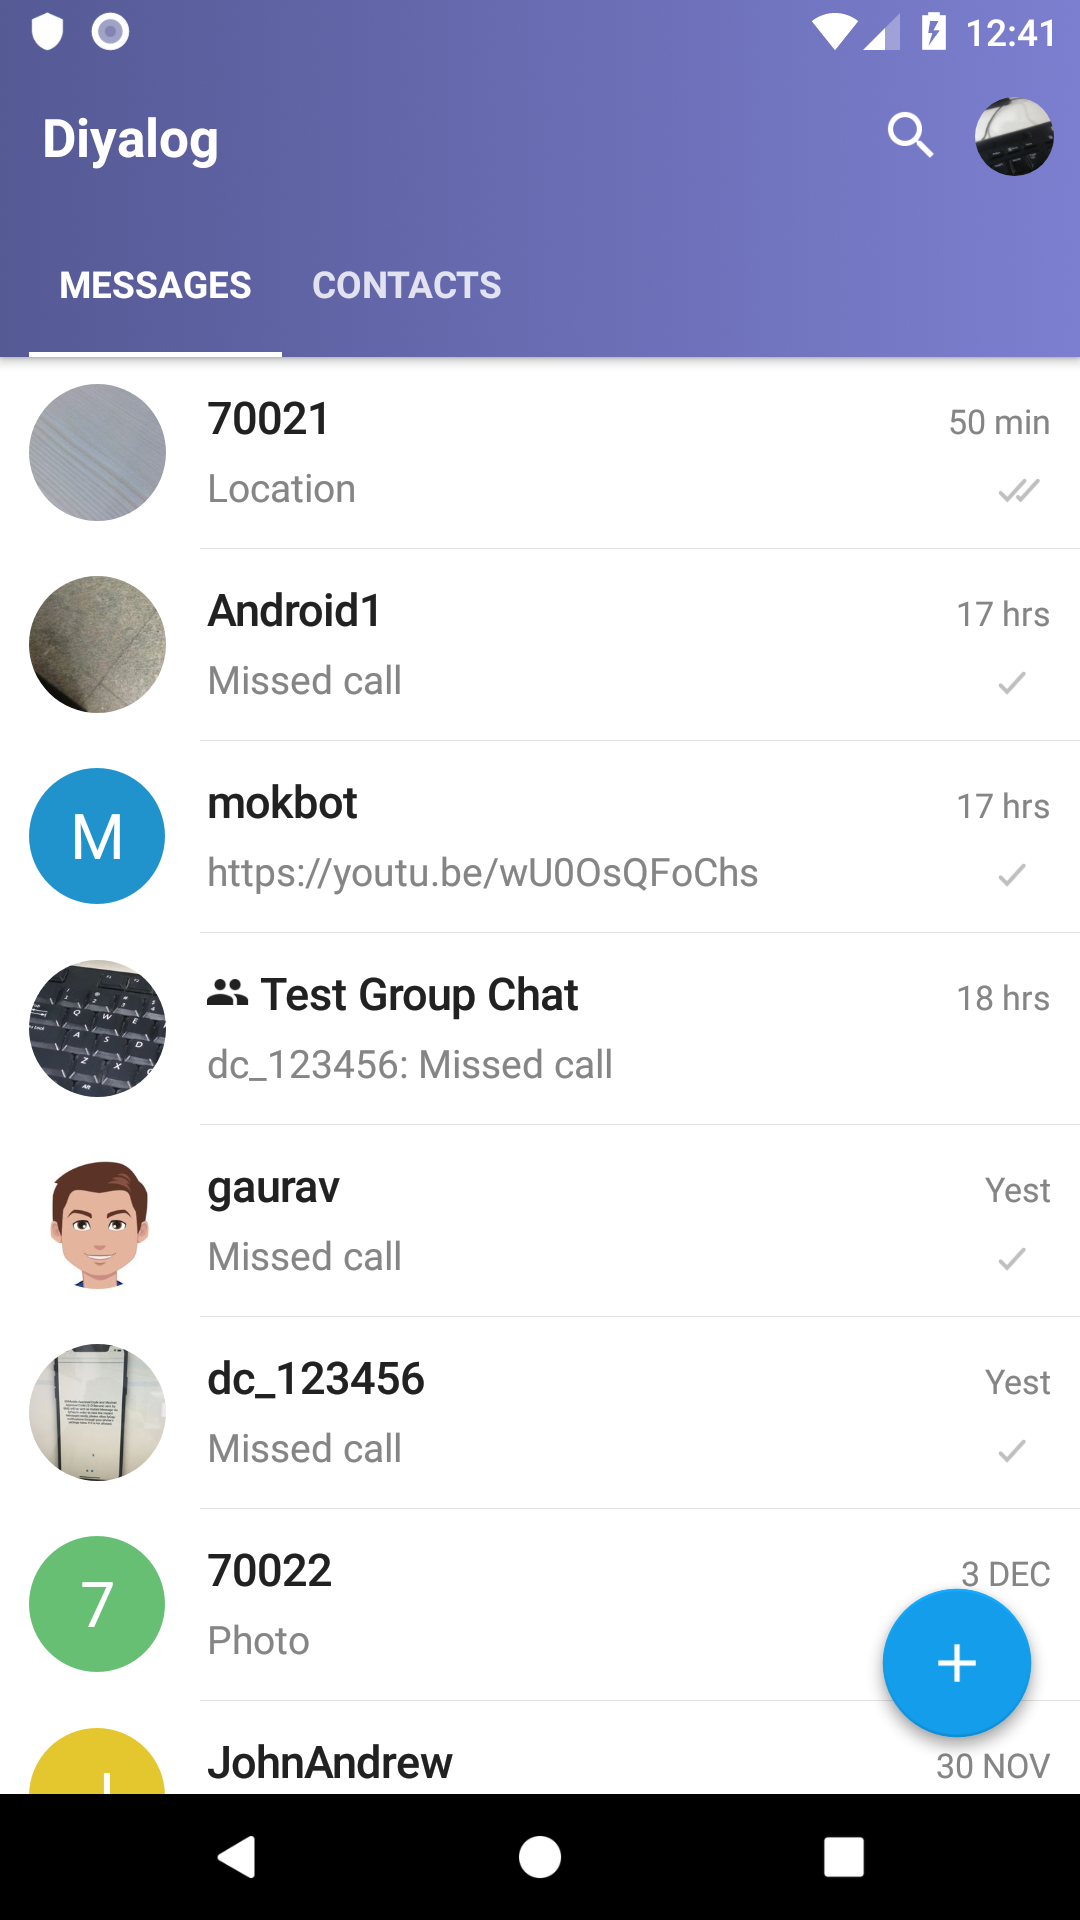 12:41
Diyalog
MESSAGES CONTACTS
70021 50 min
Location
Android1 17 hrs
Missed call
M
mokbot 17 hrs
https://youtu.be/wU0OsQFoChs
Test Group Chat 18 hrs
dc_123456: Missed call
gaurav Yest
Missed call
dc_123456 Yest
Missed call
7
70022 3 DEC
Photo
JohnAndrew 30 NOV